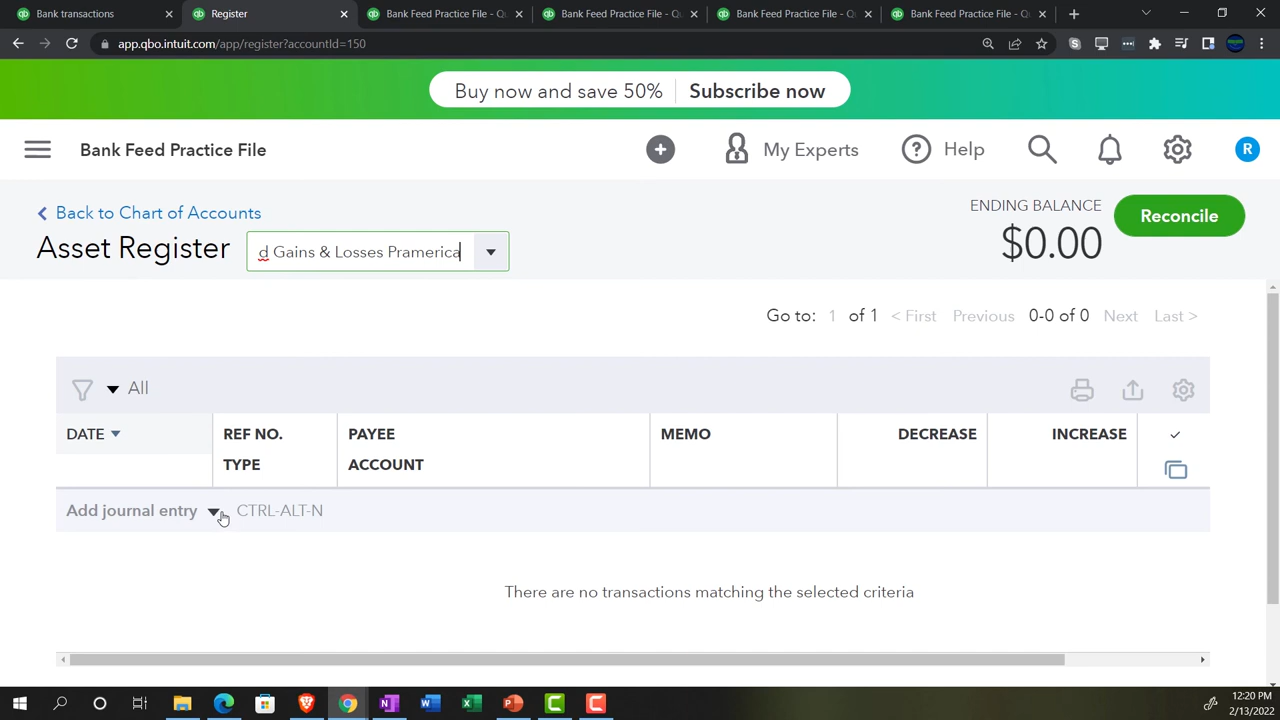 Bank transactions
Register
Bank Feed Practice File - Qu
Bank Feed Practice File - Qu
Bank Feed Practice File - Qu
Bank Feed Practice File - Qu
app.qbo.intuit.com/app/register?accountId=150
Buy now and save 50% Subscribe now
Bank Feed Practice File
My Experts
Help
R
Back to Chart of Accounts
ENDING BALANCE
$0.00
Reconcile
Asset Register
d Gains & Losses Pramerica
Go to: 1 of 1 < First Previous 0-0 of 0 Next Last >
All
DATE
REF NO.
TYPE
PAYEE
ACCOUNT
MEMO
DECREASE
INCREASE
Add journal entry CTRL-ALT-N
There are no transactions matching the selected criteria
12:20 PM
2/13/2022